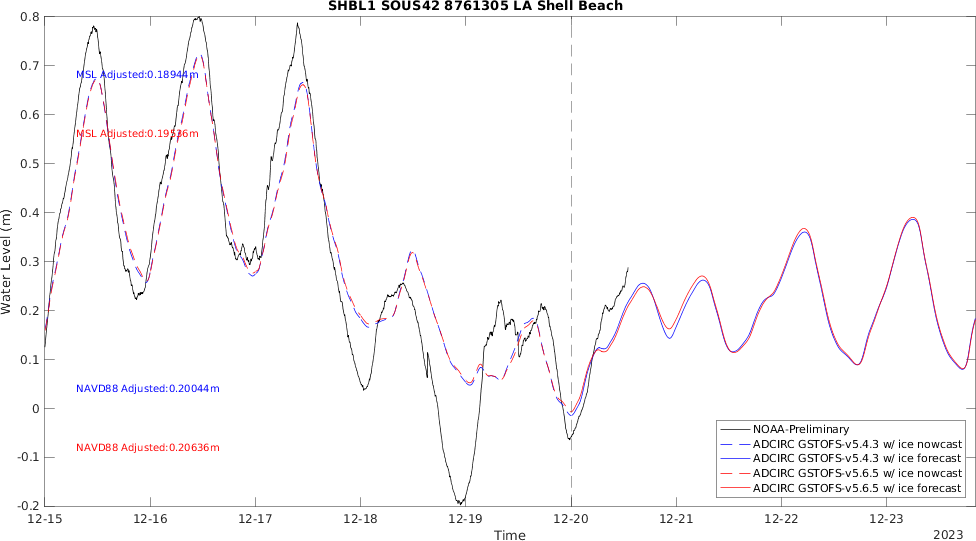 SHBL1 SOUS42 8761305 LA Shell Beach
0.8
0.7
0.6
0.5
0.4
0.3
0.2
0.1
0
-0.1
-0.2
Water Level (m)
MSL Adjusted:0.18944m
MSL Adjusted:0.19536m
NAVD88 Adjusted:0.20044m
NAVD88 Adjusted:0.20636m
NOAA-Preliminary
ADCIRC GSTOFS-v5.4.3 w/ ice nowcast
ADCIRC GSTOFS-v5.4.3 w/ ice forecast
ADCIRC GSTOFS-v5.6.5 w/ ice nowcast
ADCIRC GSTOFS-v5.6.5 w/ ice forecast
12-15 12-16 12-17 12-18 12-19 12-20 12-21 12-22 12-23
Time
2023